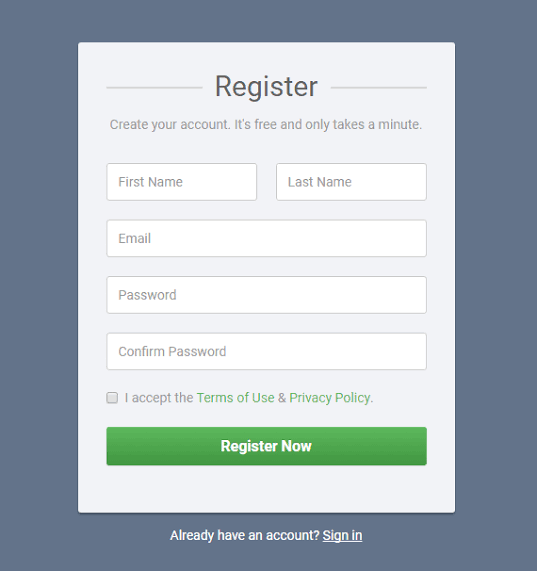 Register
Create your account. It's free and only takes a minute.
First Name
Last Name
Email
Password
Confirm Password
I accept the Terms of Use & Privacy Policy.
Register Now
Already have an account? Sign in